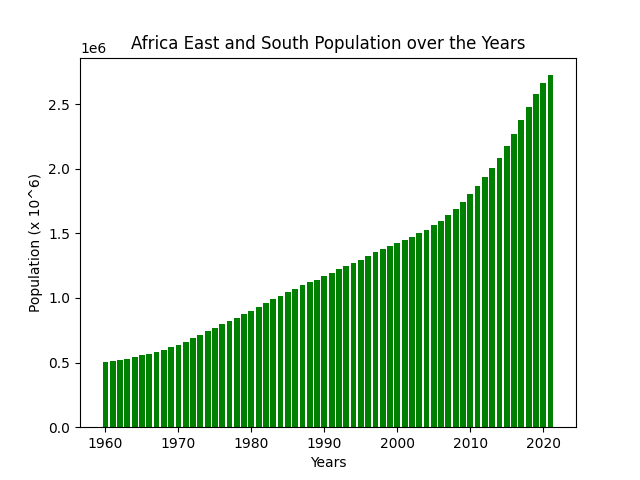 Africa East and South Population over the Years
1e6
2.5
2.0
1.5
1.0
0.5
0.0
Population (x 10^6)
1960 1970 1980 1990 2000 2010 2020
Years